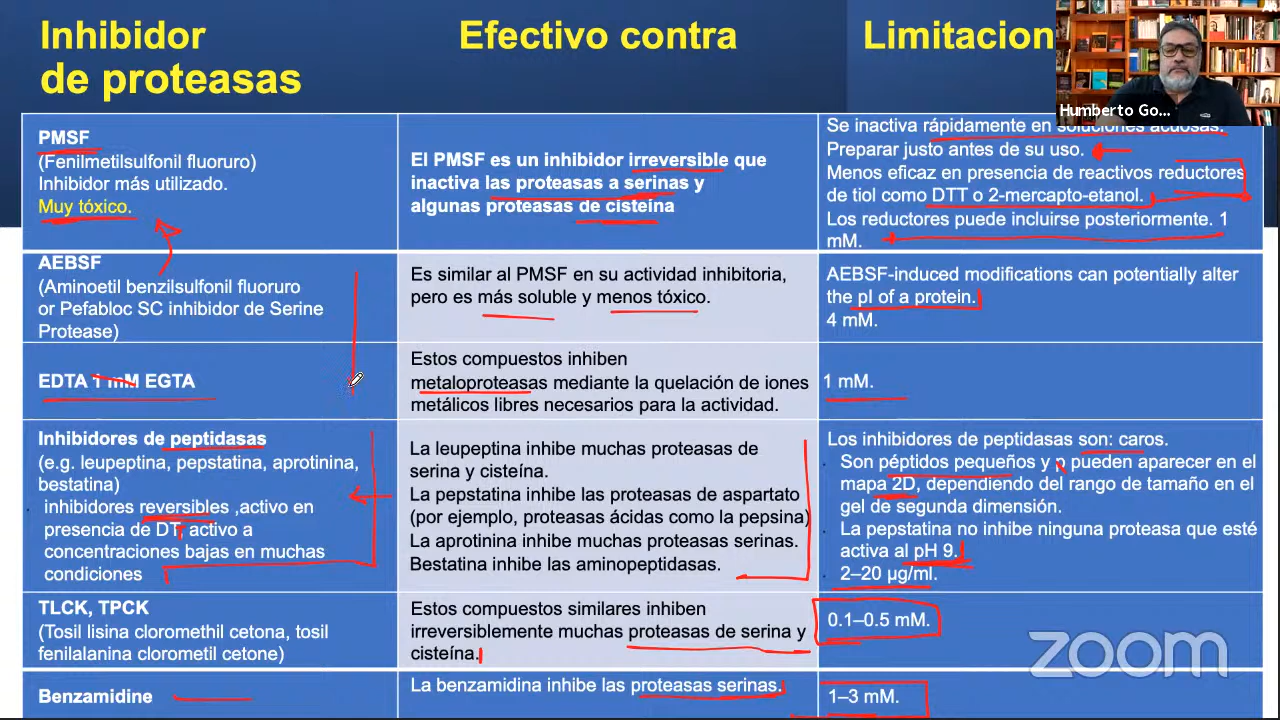 Inhibidor
de proteasas
Efectivo contra
Limitacion
Humberto Go...
PMSF
(Fenilmetilsulfonil fluoruro)
Inhibidor más utilizado.
Muy tóxico.
El PMSF es un inhibidor irreversible que
inactiva las proteasas a serinas y
algunas proteasas de cisteína
Se inactiva rápidamente en soluciones acuosas.
Preparar justo antes de su uso.
Menos eficaz en presencia de reactivos reductores
de tiol como DTT o 2-mercapto-etanol.
Los reductores puede incluirse posteriormente. 1
mM.
AEBSF
(Aminoetil benzilsulfonil fluoruro
or Pefabloc SC inhibidor de Serine
Protease)
Es similar al PMSF en su actividad inhibitoria,
pero es más soluble y menos tóxico.
AEBSF-induced modifications can potentially alter
the pI of a protein.
4 mM.
EDTA 1 mM EGTA
Estos compuestos inhiben
metaloproteasas mediante la quelación de iones
metálicos libres necesarios para la actividad.
1 mM.
Inhibidores de peptidasas
(e.g. leupeptina, pepstatina, aprotinina,
bestatina)
inhibidores reversibles ,activo en
presencia de DT, activo a
concentraciones bajas en muchas
condiciones
La leupeptina inhibe muchas proteasas de
serina y cisteína.
La pepstatina inhibe las proteasas de aspartato
(por ejemplo, proteasas ácidas como la pepsina)
La aprotinina inhibe muchas proteasas serinas.
Bestatina inhibe las aminopeptidasas.
Los inhibidores de peptidasas son: caros.
Son péptidos pequeños y p pueden aparecer en el
mapa 2D, dependiendo del rango de tamaño en el
gel de segunda dimensión.
La pepstatina no inhibe ninguna proteasa que esté
activa al pH 9.
2–20 µg/ml.
TLCK, TPCK
(Tosil lisina cloromethil cetona, tosil
fenilalanina clorometil cetone)
Estos compuestos similares inhiben
irreversiblemente muchas proteasas de serina y
cisteína.
0.1–0.5 mM.
Benzamidine
La benzamidina inhibe las proteasas serinas.
1–3 mM.
zoom